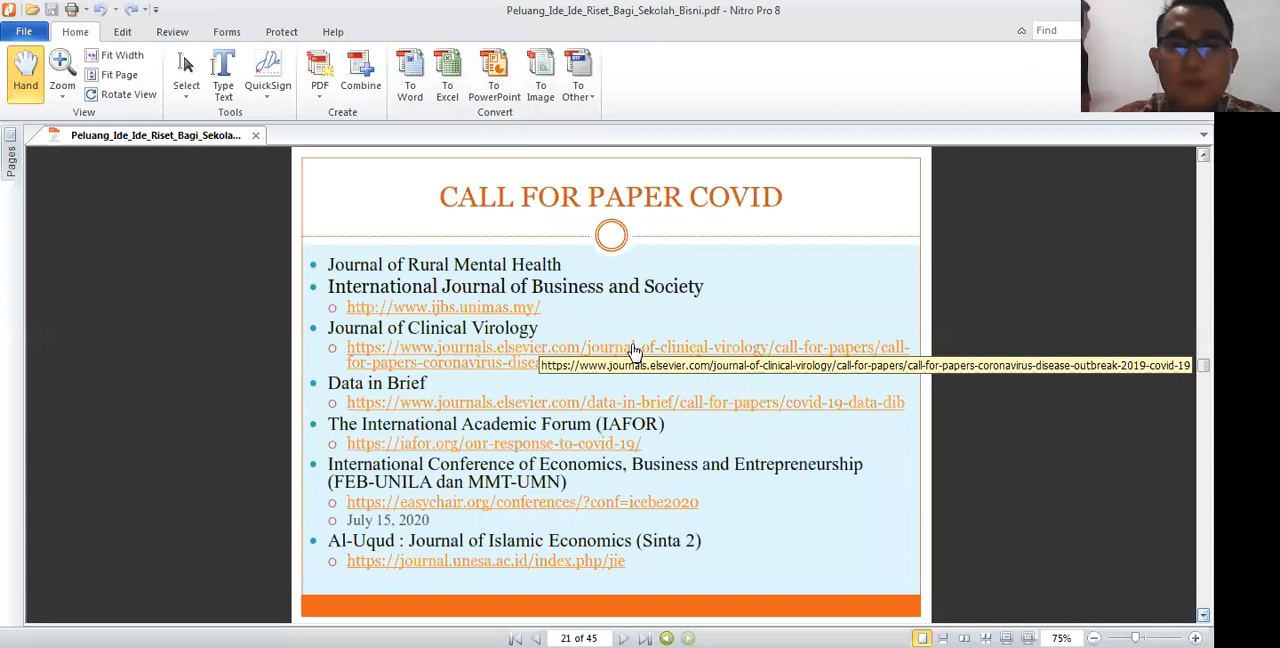 Peluang_Ide_Ide_Riset_Bagi_Sekolah_Bisni.pdf - Nitro Pro 8
File Home Edit Review Forms Protect Help Find
Hand Zoom Fit Width Fit Page Rotate View Select Type Text QuickSign PDF Combine To Word To Excel To PowerPoint To Image To Other
View Tools Create Convert
Peluang_Ide_Ide_Riset_Bagi_Sekola...
Pages
CALL FOR PAPER COVID
Journal of Rural Mental Health
International Journal of Business and Society
http://www.ijbs.unimas.my/
Journal of Clinical Virology
https://www.journals.elsevier.com/journal-of-clinical-virology/call-for-papers/call-
for-papers-coronavirus-disea
https://www.journals.elsevier.com/journal-of-clinical-virology/call-for-papers/call-for-papers-coronavirus-disease-outbreak-2019-covid-19
Data in Brief
https://www.journals.elsevier.com/data-in-brief/call-for-papers/covid-19-data-dib
The International Academic Forum (IAFOR)
https://iafor.org/our-response-to-covid-19/
International Conference of Economics, Business and Entrepreneurship
(FEB-UNILA dan MMT-UMN)
https://easychair.org/conferences/?conf=icebe2020
July 15, 2020
Al-Uqud : Journal of Islamic Economics (Sinta 2)
https://journal.unesa.ac.id/index.php/jie
21 of 45
75%